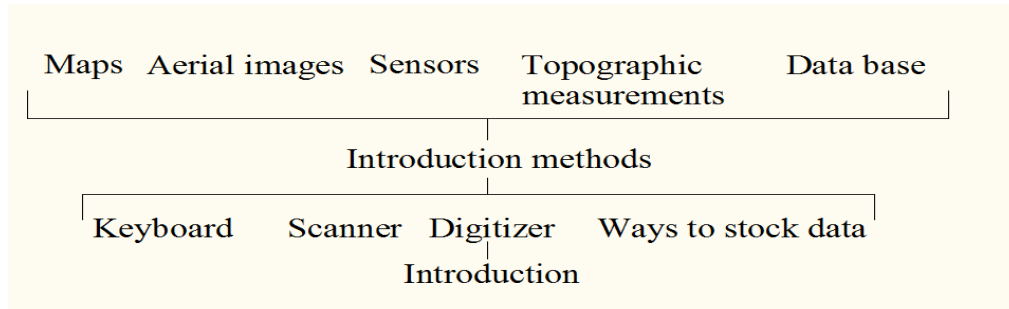 Maps Aerial images Sensors Topographic measurements Data base
Introduction methods
Keyboard Scanner Digitizer Ways to stock data
Introduction